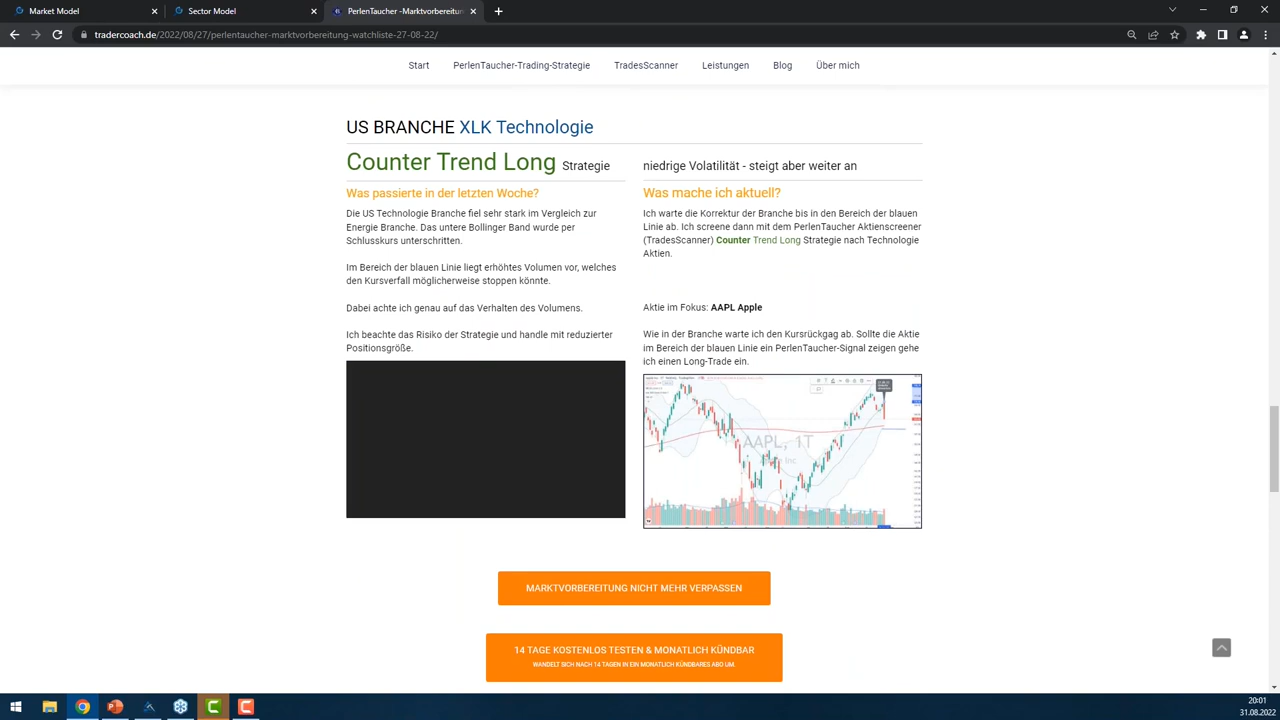 Market Model
Sector Model
PerlenTaucher-Marktvorbereitun
tradercoach.de/2022/08/27/perlentaucher-marktvorbereitung-watchliste-27-08-22/
Start PerlenTaucher-Trading-Strategie TradesScanner Leistungen Blog Über mich
US BRANCHE XLK Technologie
Counter Trend Long Strategie
Was passierte in der letzten Woche?
Die US Technologie Branche fiel sehr stark im Vergleich zur
Energie Branche. Das untere Bollinger Band wurde per
Schlusskurs unterschritten.
Im Bereich der blauen Linie liegt erhöhtes Volumen vor, welches
den Kursverfall möglicherweise stoppen könnte.
Dabei achte ich genau auf das Verhalten des Volumens.
Ich beachte das Risiko der Strategie und handle mit reduzierter
Positionsgröße.
niedrige Volatilität - steigt aber weiter an
Was mache ich aktuell?
Ich warte die Korrektur der Branche bis in den Bereich der blauen
Linie ab. Ich screene dann mit dem PerlenTaucher Aktienscreener
(TradesScanner) Counter Trend Long Strategie nach Technologie
Aktien.
Aktie im Fokus: AAPL Apple
Wie in der Branche warte ich den Kursrückgag ab. Sollte die Aktie
im Bereich der blauen Linie ein PerlenTaucher-Signal zeigen gehe
ich einen Long-Trade ein.
AAPL, 1T
MARKTVORBEREITUNG NICHT MEHR VERPASSEN
14 TAGE KOSTENLOS TESTEN & MONATLICH KÜNDBAR
WANDELT SICH NACH 14 TAGEN IN EIN MONATLICH KÜNDBARES ABO UM.
20:01
31.08.2022